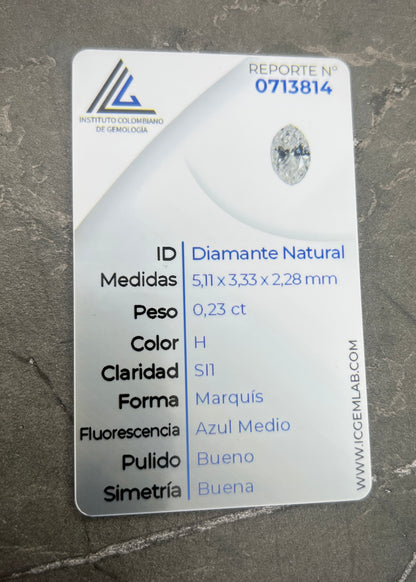 INSTITUTO COLOMBIANO
DE GEMOLOGÍA
REPORTE Nº
0713814
ID Diamante Natural
Medidas 5,11 x 3,33 x 2,28 mm
Peso 0,23 ct
Color H
Claridad SI1
Forma Marquís
Fluorescencia Azul Medio
Pulido Bueno
Simetría Buena
WWW.ICGEMLAB.COM